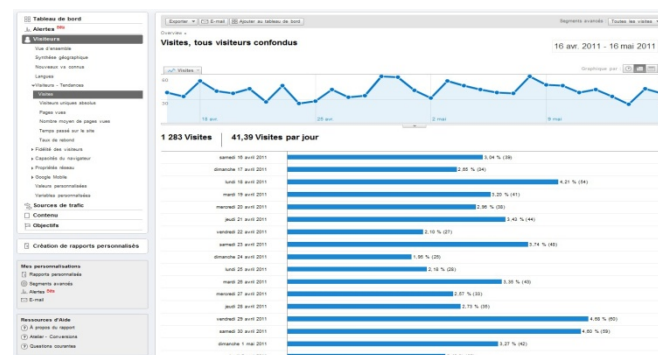 Tableau de bord
Alertes Bêta
Visiteurs
Vue d'ensemble
Synthèse géographique
Nouveaux vs connus
Langues
Visiteurs - Tendances
Visites
Visiteurs uniques absolus
Pages vues
Nombre moyen de pages vues
Temps passé sur le site
Taux de rebond
Fidélité des visiteurs
Capacités du navigateur
Propriétés réseau
Google Mobile
Valeurs personnalisées
Variables personnalisées
Sources de trafic
Contenu
Objectifs
Création de rapports personnalisés
Mes personnalisations
Rapports personnalisés
Segments avancés
Alertes Bêta
E-mail
Ressources d'Aide
À propos du rapport
Atelier - Conversions
Questions courantes
Exporter E-mail Ajouter au tableau de bord
Segments avancés : Toutes les visites
Overview »
Visites, tous visiteurs confondus
16 avr. 2011 - 16 mai 2011
Visites
Graphique par :
18 avr. 25 avr. 2 mai 9 mai
1 283 Visites 41,39 Visites par jour
samedi 16 avril 2011 3,04 % (39)
dimanche 17 avril 2011 2,65 % (34)
lundi 18 avril 2011 4,21 % (54)
mardi 19 avril 2011 3,20 % (41)
mercredi 20 avril 2011 2,96 % (38)
jeudi 21 avril 2011 3,43 % (44)
vendredi 22 avril 2011 2,10 % (27)
samedi 23 avril 2011 3,74 % (48)
dimanche 24 avril 2011 1,95 % (25)
lundi 25 avril 2011 2,18 % (28)
mardi 26 avril 2011
mercredi 27 avril 2011 2,57 % (33)
jeudi 28 avril 2011 2,73 % (35)
vendredi 29 avril 2011 4,68 % (60)
samedi 30 avril 2011 4,60 % (59)
dimanche 1 mai 2011 3,27 % (42)